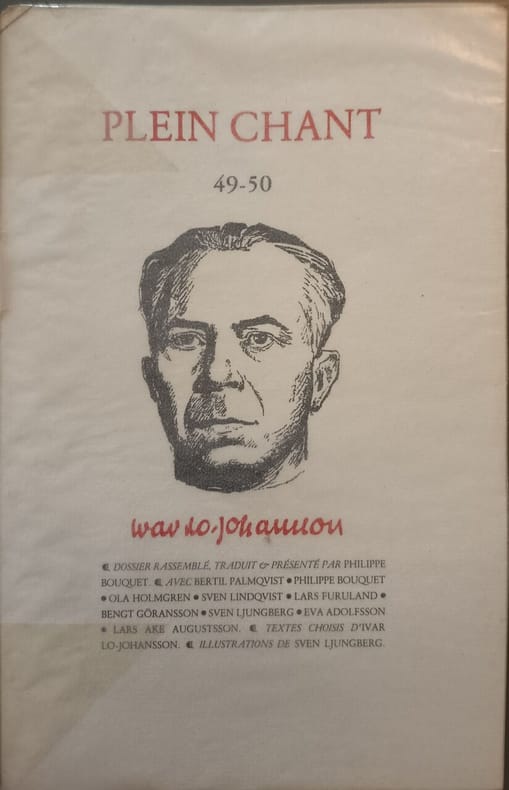 PLEIN CHANT
49-50
Ivar Lo-Johansson
☾ DOSSIER RASSEMBLÉ, TRADUIT & PRÉSENTÉ PAR PHILIPPE
BOUQUET. ☾ AVEC BERTIL PALMQVIST ● PHILIPPE BOUQUET
● OLA HOLMGREN ● SVEN LINDQVIST ● LARS FURULAND ●
BENGT GÖRANSSON ● SVEN LJUNGBERG ● EVA ADOLFSSON
● LARS AKE AUGUSTSSON. ☾ TEXTES CHOISIS D'IVAR
LO-JOHANSSON. ☾ ILLUSTRATIONS DE SVEN LJUNGBERG.